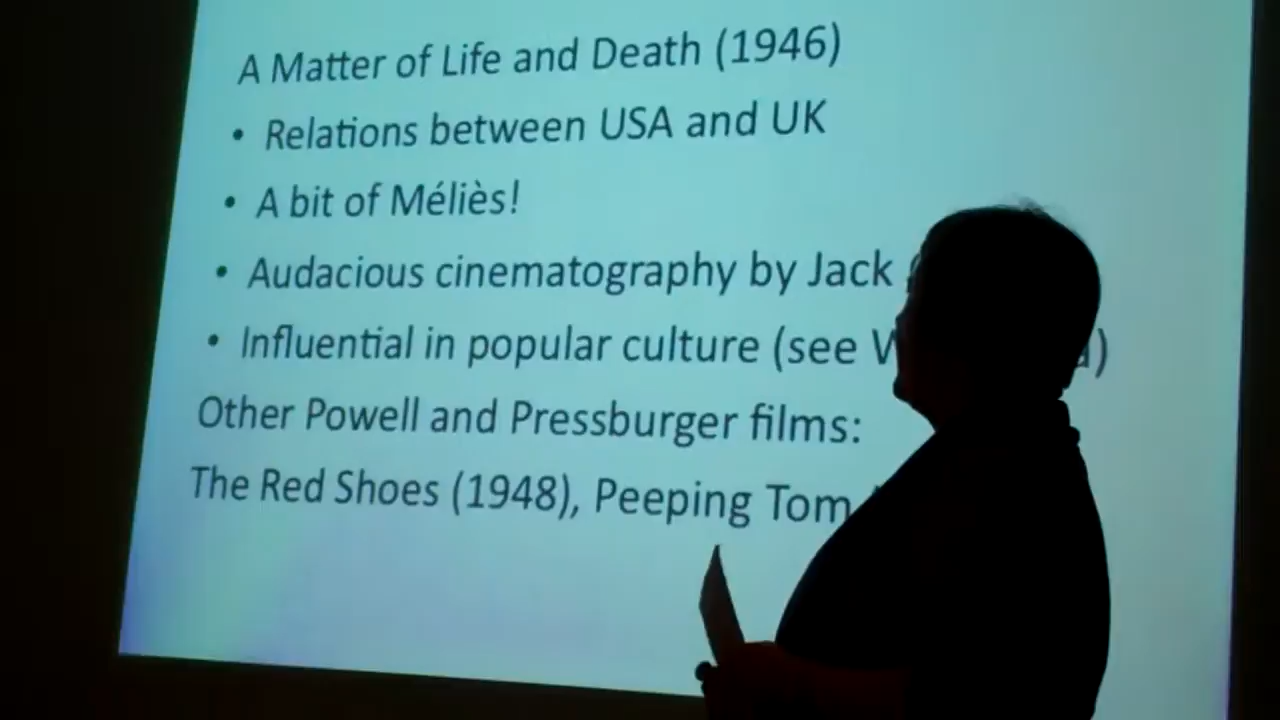 A Matter of Life and Death (1946)
• Relations between USA and UK
• A bit of Méliès!
• Audacious cinematography by Jack
• Influential in popular culture (see
Other Powell and Pressburger films:
The Red Shoes (1948), Peeping Tom